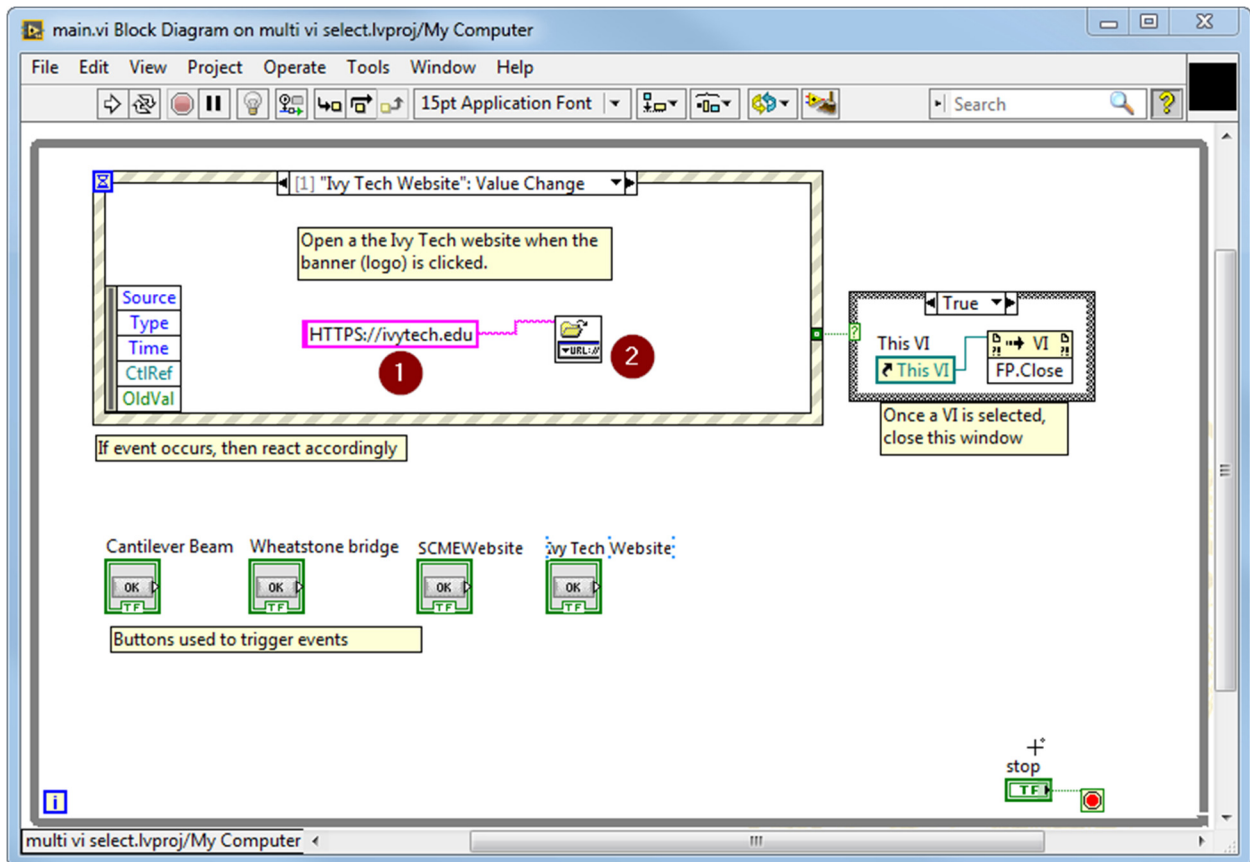 main.vi Block Diagram on multi vi select.lvproj/My Computer
File Edit View Project Operate Tools Window Help
15pt Application Font
Search
[1] "Ivy Tech Website": Value Change
Open a the Ivy Tech website when the
banner (logo) is clicked.
Source
Type
Time
CtlRef
OldVal
HTTPS://ivytech.edu
1
URL://
2
If event occurs, then react accordingly
True
?
This VI
This VI
VI
FP.Close
Once a VI is selected,
close this window
Cantilever Beam
Wheatstone bridge
SCMEWebsite
Ivy Tech Website
OK
TF
OK
TF
OK
TF
OK
TF
Buttons used to trigger events
stop
TF
i
multi vi select.lvproj/My Computer